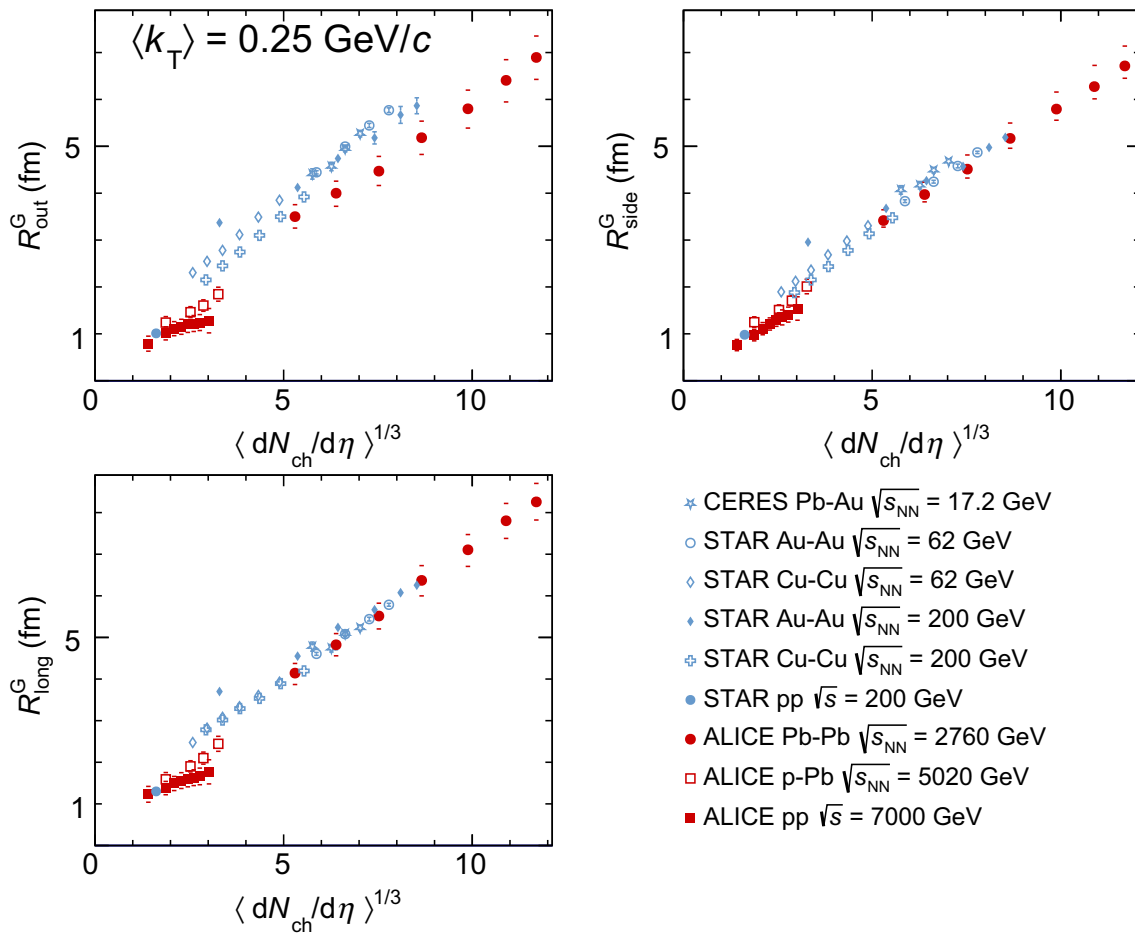 ⟨k_T⟩ = 0.25 GeV/c
R^G_out (fm)
5
1
0 5 10
⟨ dN_ch/dη ⟩^1/3
R^G_side (fm)
5
1
0 5 10
⟨ dN_ch/dη ⟩^1/3
R^G_long (fm)
5
1
0 5 10
⟨ dN_ch/dη ⟩^1/3
CERES Pb-Au √s_NN = 17.2 GeV
STAR Au-Au √s_NN = 62 GeV
STAR Cu-Cu √s_NN = 62 GeV
STAR Au-Au √s_NN = 200 GeV
STAR Cu-Cu √s_NN = 200 GeV
STAR pp √s = 200 GeV
ALICE Pb-Pb √s_NN = 2760 GeV
ALICE p-Pb √s_NN = 5020 GeV
ALICE pp √s = 7000 GeV